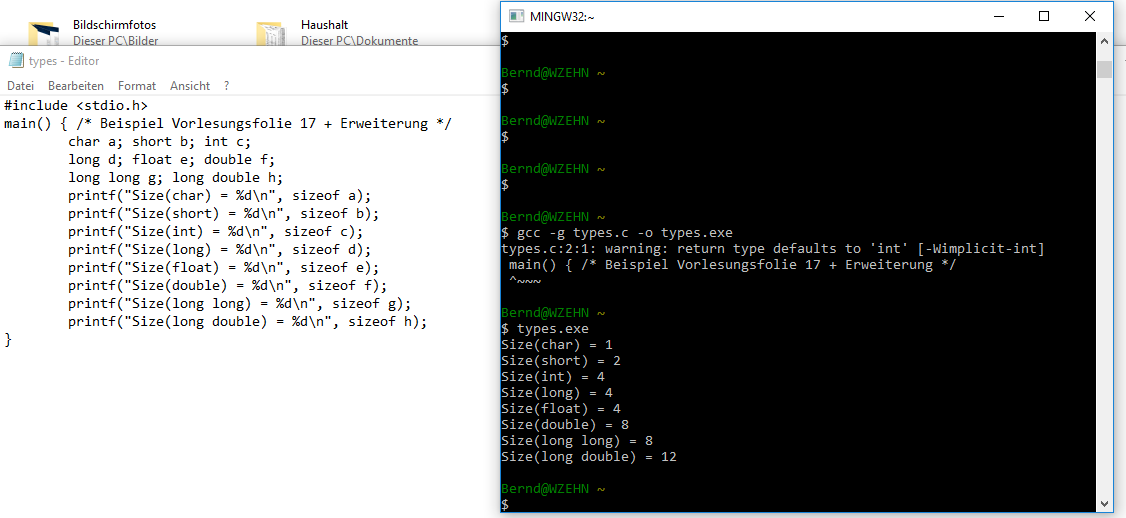 Bildschirmfotos
Dieser PC\Bilder
Haushalt
Dieser PC\Dokumente
types - Editor
Datei Bearbeiten Format Ansicht ?
#include <stdio.h>
main() { /* Beispiel Vorlesungsfolie 17 + Erweiterung */
        char a; short b; int c;
        long d; float e; double f;
        long long g; long double h;
        printf("Size(char) = %d\n", sizeof a);
        printf("Size(short) = %d\n", sizeof b);
        printf("Size(int) = %d\n", sizeof c);
        printf("Size(long) = %d\n", sizeof d);
        printf("Size(float) = %d\n", sizeof e);
        printf("Size(double) = %d\n", sizeof f);
        printf("Size(long long) = %d\n", sizeof g);
        printf("Size(long double) = %d\n", sizeof h);
}
MINGW32:~
$
Bernd@WZEHN ~
$
Bernd@WZEHN ~
$
Bernd@WZEHN ~
$
Bernd@WZEHN ~
$ gcc -g types.c -o types.exe
types.c:2:1: warning: return type defaults to 'int' [-Wimplicit-int]
 main() { /* Beispiel Vorlesungsfolie 17 + Erweiterung */
 ^~~~
Bernd@WZEHN ~
$ types.exe
Size(char) = 1
Size(short) = 2
Size(int) = 4
Size(long) = 4
Size(float) = 4
Size(double) = 8
Size(long long) = 8
Size(long double) = 12
Bernd@WZEHN ~
$